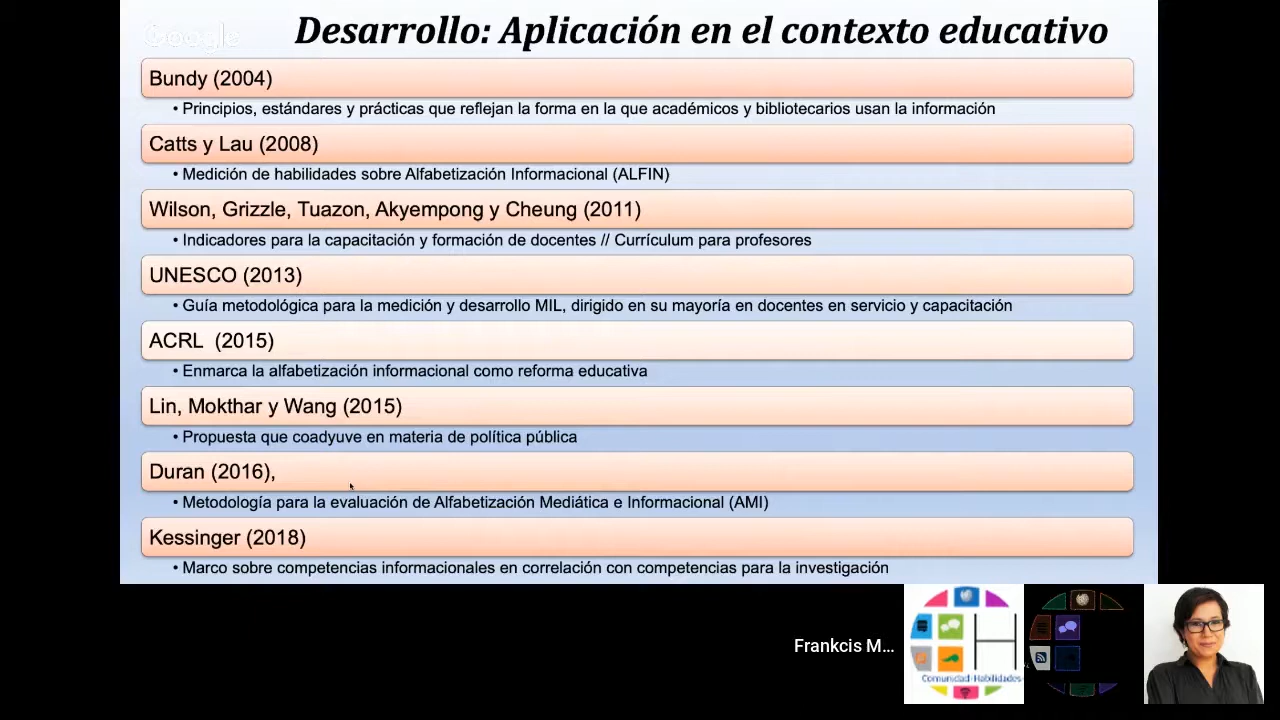 Google
Desarrollo: Aplicación en el contexto educativo
Bundy (2004)
• Principios, estándares y prácticas que reflejan la forma en la que académicos y bibliotecarios usan la información
Catts y Lau (2008)
• Medición de habilidades sobre Alfabetización Informacional (ALFIN)
Wilson, Grizzle, Tuazon, Akyempong y Cheung (2011)
• Indicadores para la capacitación y formación de docentes // Currículum para profesores
UNESCO (2013)
• Guía metodológica para la medición y desarrollo MIL, dirigido en su mayoría en docentes en servicio y capacitación
ACRL (2015)
• Enmarca la alfabetización informacional como reforma educativa
Lin, Mokthar y Wang (2015)
• Propuesta que coadyuve en materia de política pública
Duran (2016),
• Metodología para la evaluación de Alfabetización Mediática e Informacional (AMI)
Kessinger (2018)
• Marco sobre competencias informacionales en correlación con competencias para la investigación
Frankcis M...
H
Comunidad Habilidades